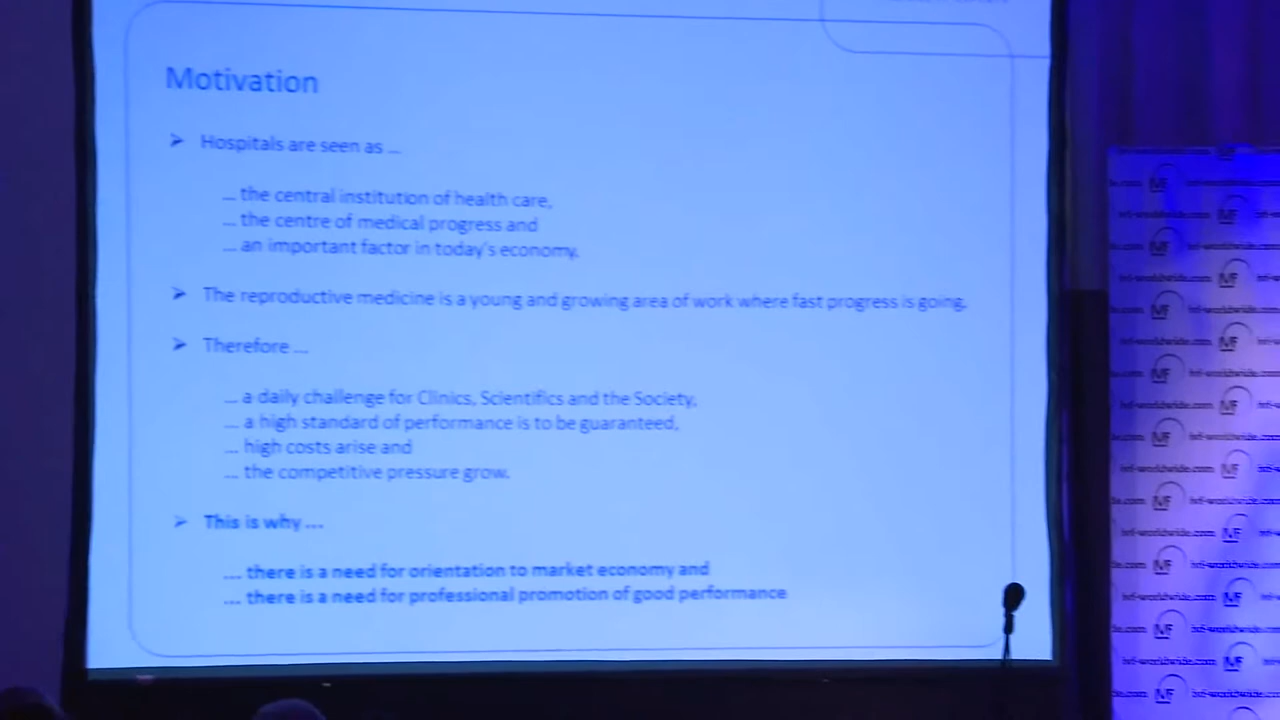 Motivation
➤ Hospitals are seen as ...
... the central institution of health care,
... the centre of medical progress and
... an important factor in today's economy.
➤ The reproductive medicine is a young and growing area of work where fast progress is going.
➤ Therefore ...
... a daily challenge for Clinics, Scientifics and the Society,
... a high standard of performance is to be guaranteed,
... high costs arise and
... the competitive pressure grow.
➤ This is why ...
... there is a need for orientation to market economy and
... there is a need for professional promotion of good performance
IVF
ivf-worldwide.com